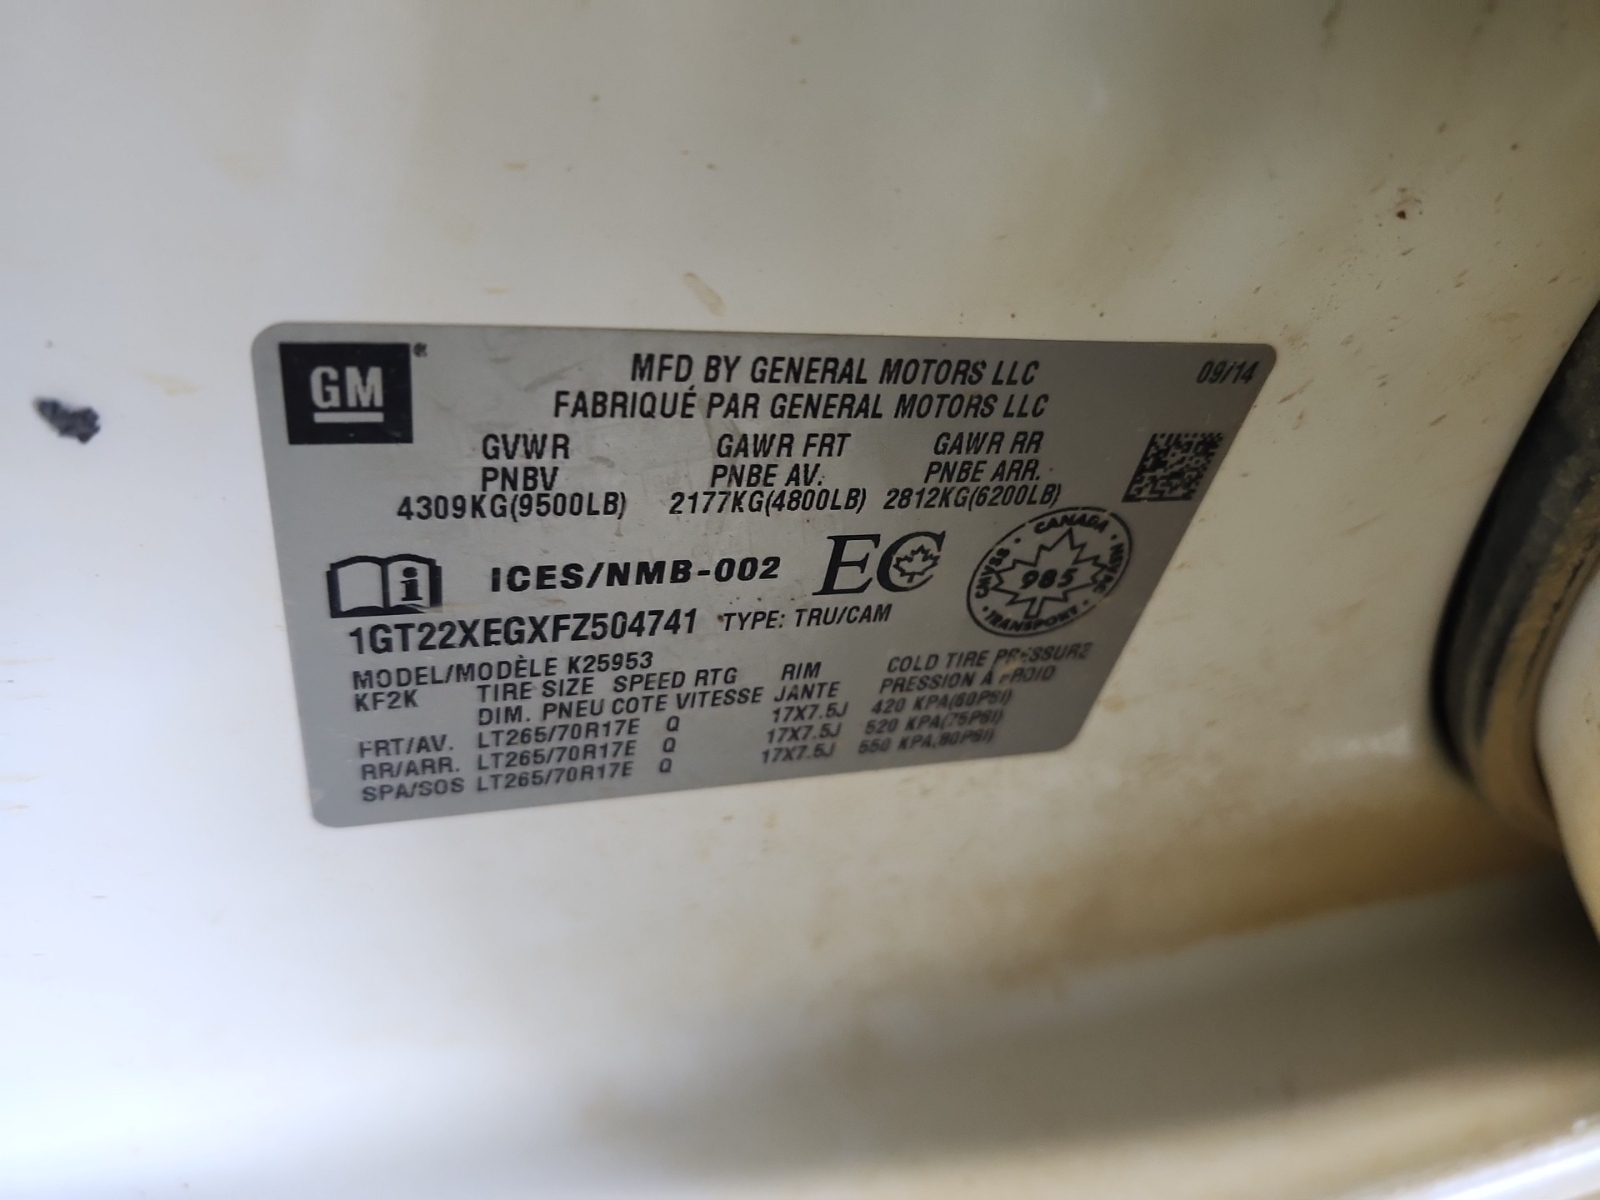 GM®
MFD BY GENERAL MOTORS LLC
09/14
FABRIQUÉ PAR GENERAL MOTORS LLC
GVWR GAWR FRT GAWR RR
PNBV PNBE AV. PNBE ARR.
4309KG(9500LB) 2177KG(4800LB) 2812KG(6200LB)
i ICES/NMB-002 EC
CANADA
CMVSS NSVAC
985
TRANSPORT
1GT22XEGXFZ504741 TYPE: TRU/CAM
MODEL/MODÈLE K25953
KF2K TIRE SIZE SPEED RTG RIM COLD TIRE PRESSURE
DIM. PNEU COTE VITESSE JANTE PRESSION À FROID
FRT/AV. LT265/70R17E Q 17X7.5J 420 KPA(60PSI)
RR/ARR. LT265/70R17E Q 17X7.5J 520 KPA(75PSI)
SPA/SOS LT265/70R17E Q 17X7.5J 550 KPA(80PSI)